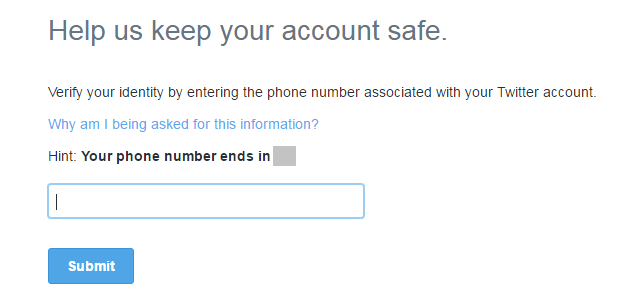 Help us keep your account safe.
Verify your identity by entering the phone number associated with your Twitter account.
Why am I being asked for this information?
Hint: Your phone number ends in
Submit